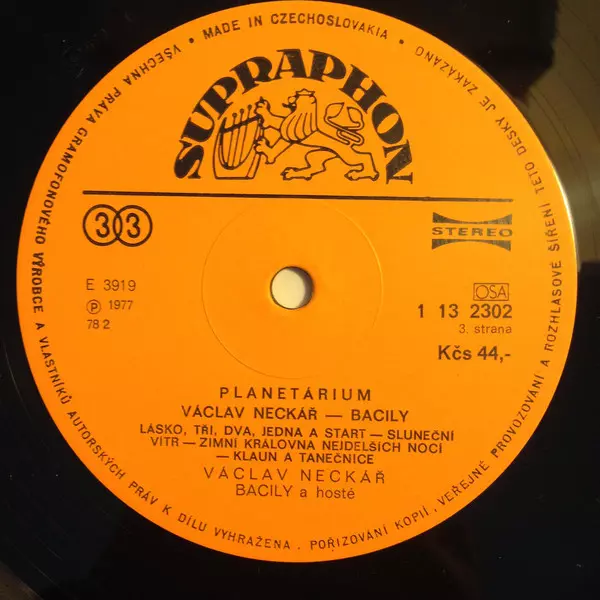 VŠECHNA PRÁVA GRAMOFONOVÉHO VÝROBCE A VLASTNÍKŮ AUTORSKÝCH PRÁV K DÍLU VYHRAŽENA. POŘIZOVÁNÍ KOPIÍ, VEŘEJNÉ PROVOZOVÁNÍ A ROZHLASOVÉ ŠÍŘENÍ TÉTO DESKY JE ZAKÁZÁNO
• MADE IN CZECHOSLOVAKIA •
SUPRAPHON
33
STEREO
E 3919
Ⓟ 1977
78 2
OSA
1 13 2302
3. strana
Kčs 44,-
PLANETÁRIUM
VÁCLAV NECKÁŘ — BACILY
LÁSKO, TŘI, DVA, JEDNA A START — SLUNEČNÍ
VÍTR — ZIMNÍ KRÁLOVNA NEJDELŠÍCH NOCÍ
— KLAUN A TANEČNICE
VÁCLAV NECKÁŘ
BACILY a hosté